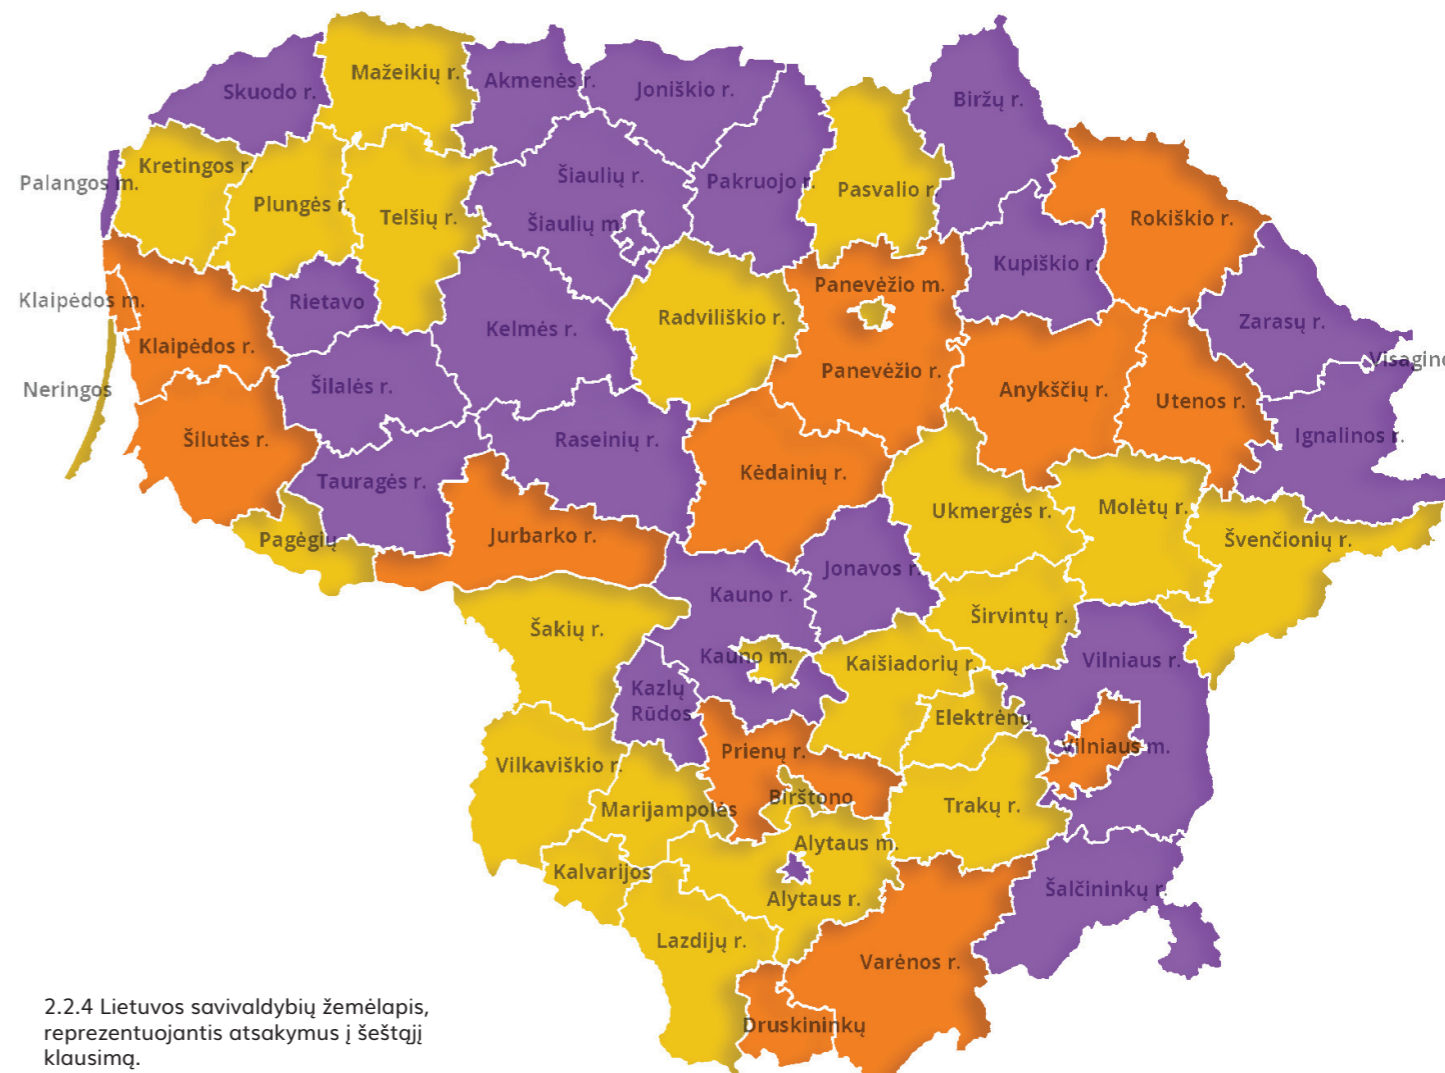 Skuodo r.
Mažeikių r.
Akmenės r.
Joniškio r.
Biržų r.
Palangos m.
Kretingos r.
Plungės r.
Telšių r.
Šiaulių r.
Šiaulių m.
Pakruojo r.
Pasvalio r.
Rokiškio r.
Kupiškio r.
Klaipėdos m.
Rietavo
Kelmės r.
Radviliškio r.
Panevėžio m.
Zarasų r.
Klaipėdos r.
Neringos
Šilalės r.
Panevėžio r.
Anykščių r.
Utenos r.
Ignalinos r.
Šilutės r.
Raseinių r.
Tauragės r.
Kėdainių r.
Ukmergės r.
Molėtų r.
Švenčionių r.
Pagėgių
Jurbarko r.
Jonavos r.
Kauno r.
Šakių r.
Širvintų r.
Kauno m.
Kaišiadorių r.
Vilniaus r.
Kazlų
Rūdos
Elektrėnų
Vilniaus m.
Prienų r.
Vilkaviškio r.
Birštono
Marijampolės
Trakų r.
Alytaus m.
Kalvarijos
Alytaus r.
Šalčininkų r.
Lazdijų r.
Varėnos r.
Druskininkų
2.2.4 Lietuvos savivaldybių žemėlapis,
reprezentuojantis atsakymus į šeštąjį
klausimą.